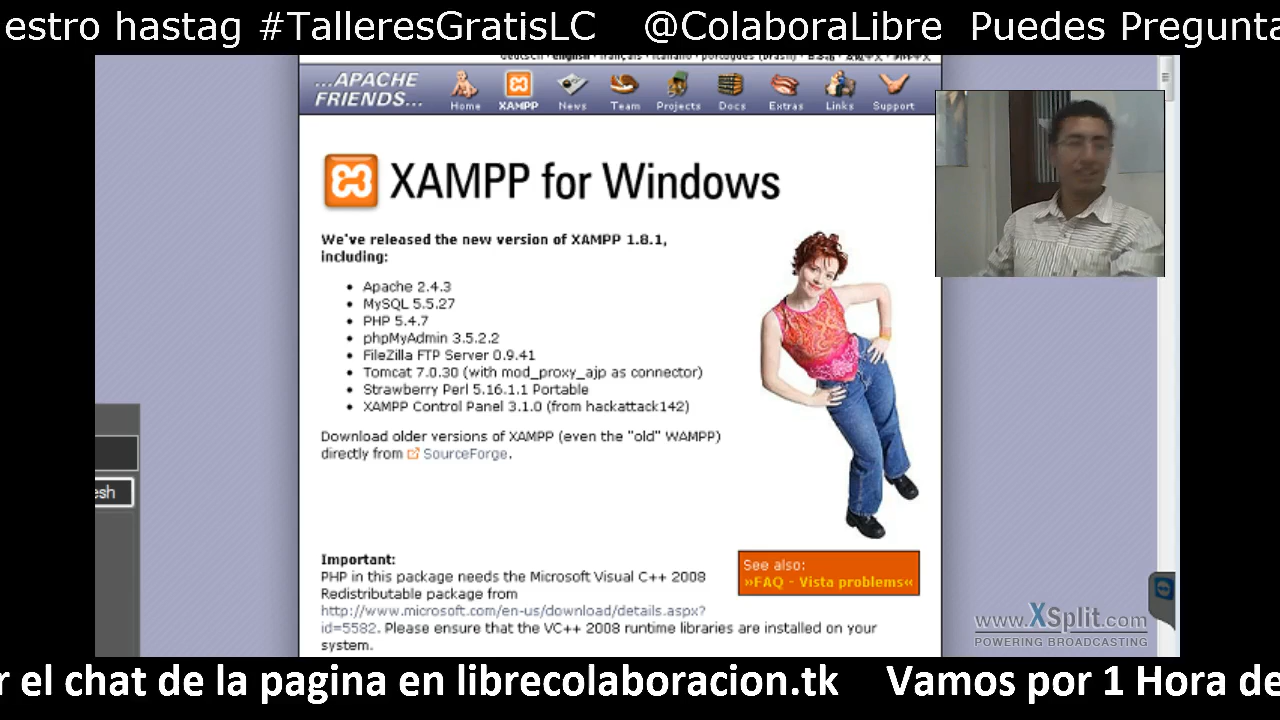 estro hastag #TalleresGratisLC @ColaboraLibre Puedes Pregunta
deutsch english français italiano português (brasil)
...APACHE
FRIENDS...
Home XAMPP News Team Projects Docs Extras Links Support
XAMPP for Windows
We've released the new version of XAMPP 1.8.1,
including:
Apache 2.4.3
MySQL 5.5.27
PHP 5.4.7
phpMyAdmin 3.5.2.2
FileZilla FTP Server 0.9.41
Tomcat 7.0.30 (with mod_proxy_ajp as connector)
Strawberry Perl 5.16.1.1 Portable
XAMPP Control Panel 3.1.0 (from hackattack142)
Download older versions of XAMPP (even the "old" WAMPP)
directly from SourceForge.
esh
Important:
PHP in this package needs the Microsoft Visual C++ 2008
Redistributable package from
http://www.microsoft.com/en-us/download/details.aspx?
id=5582. Please ensure that the VC++ 2008 runtime libraries are installed on your
system.
See also:
»FAQ - Vista problems«
www.XSplit.com
POWERING BROADCASTING
r el chat de la pagina en librecolaboracion.tk Vamos por 1 Hora de